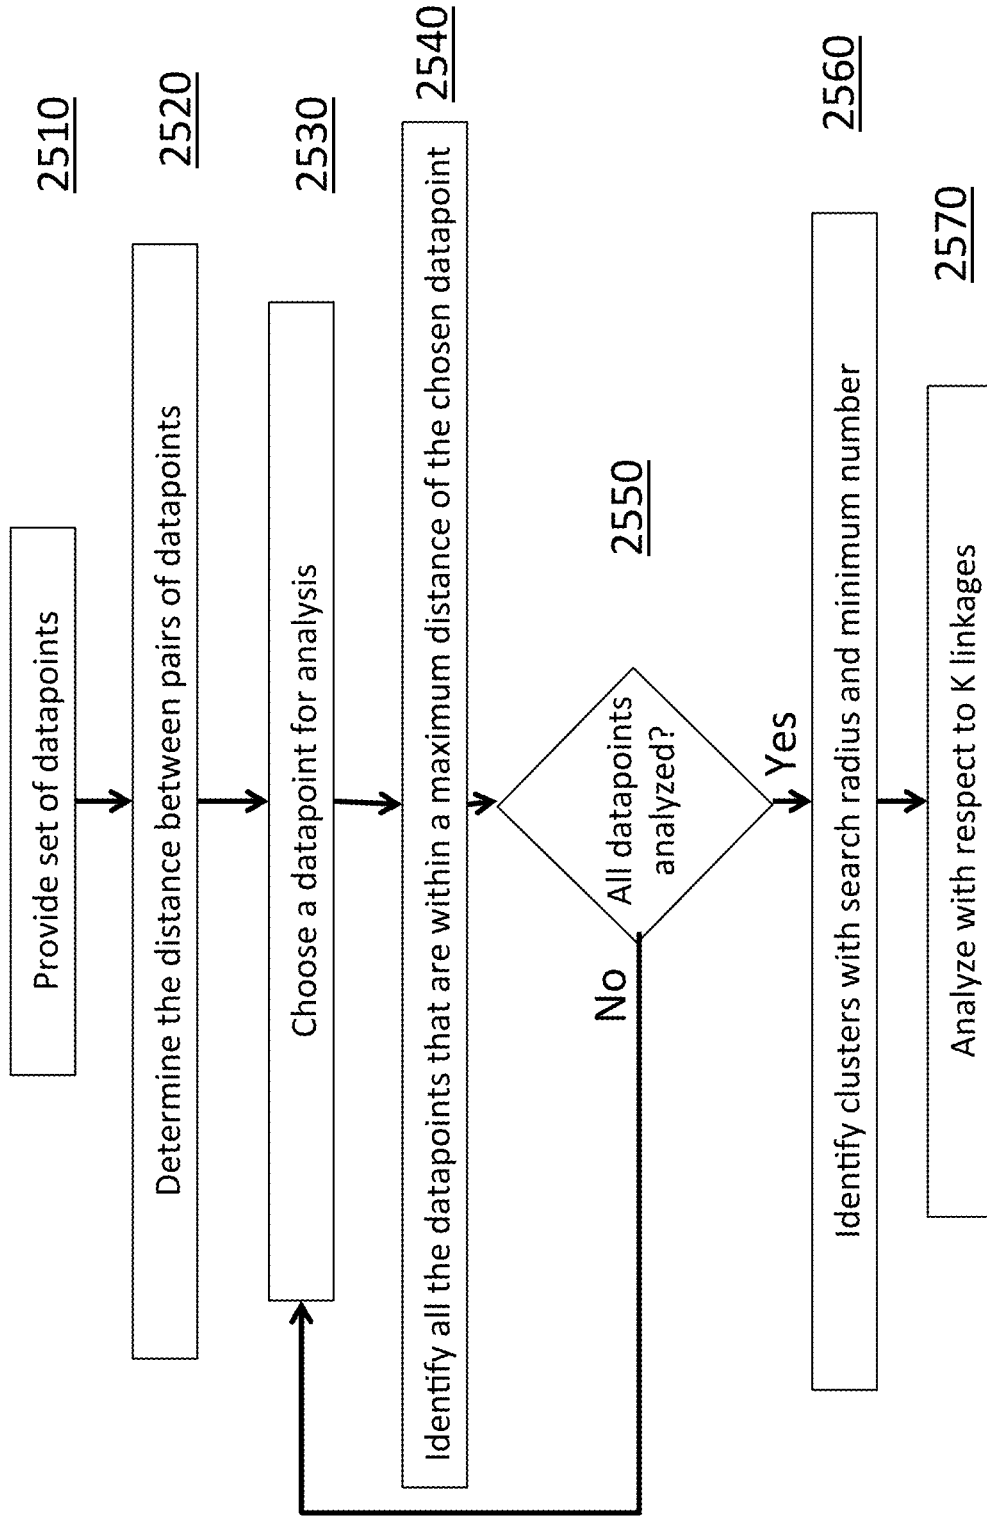 Provide set of datapoints
2510
Determine the distance between pairs of datapoints
2520
Choose a datapoint for analysis
2530
Identify all the datapoints that are within a maximum distance of the chosen datapoint
2540
All datapoints
analyzed?
2550
No
Yes
Identify clusters with search radius and minimum number
2560
Analyze with respect to K linkages
2570